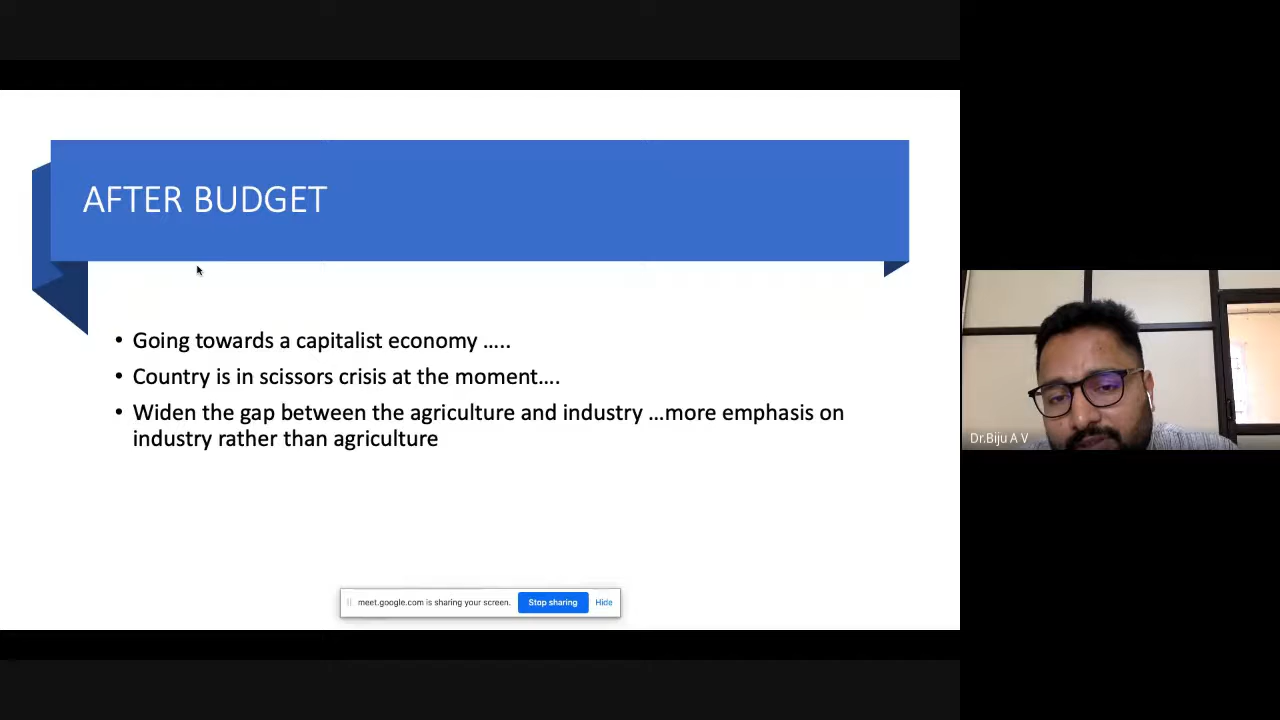 AFTER BUDGET
• Going towards a capitalist economy .....
• Country is in scissors crisis at the moment....
• Widen the gap between the agriculture and industry ...more emphasis on
industry rather than agriculture
meet.google.com is sharing your screen. Stop sharing Hide
Dr.Biju A V